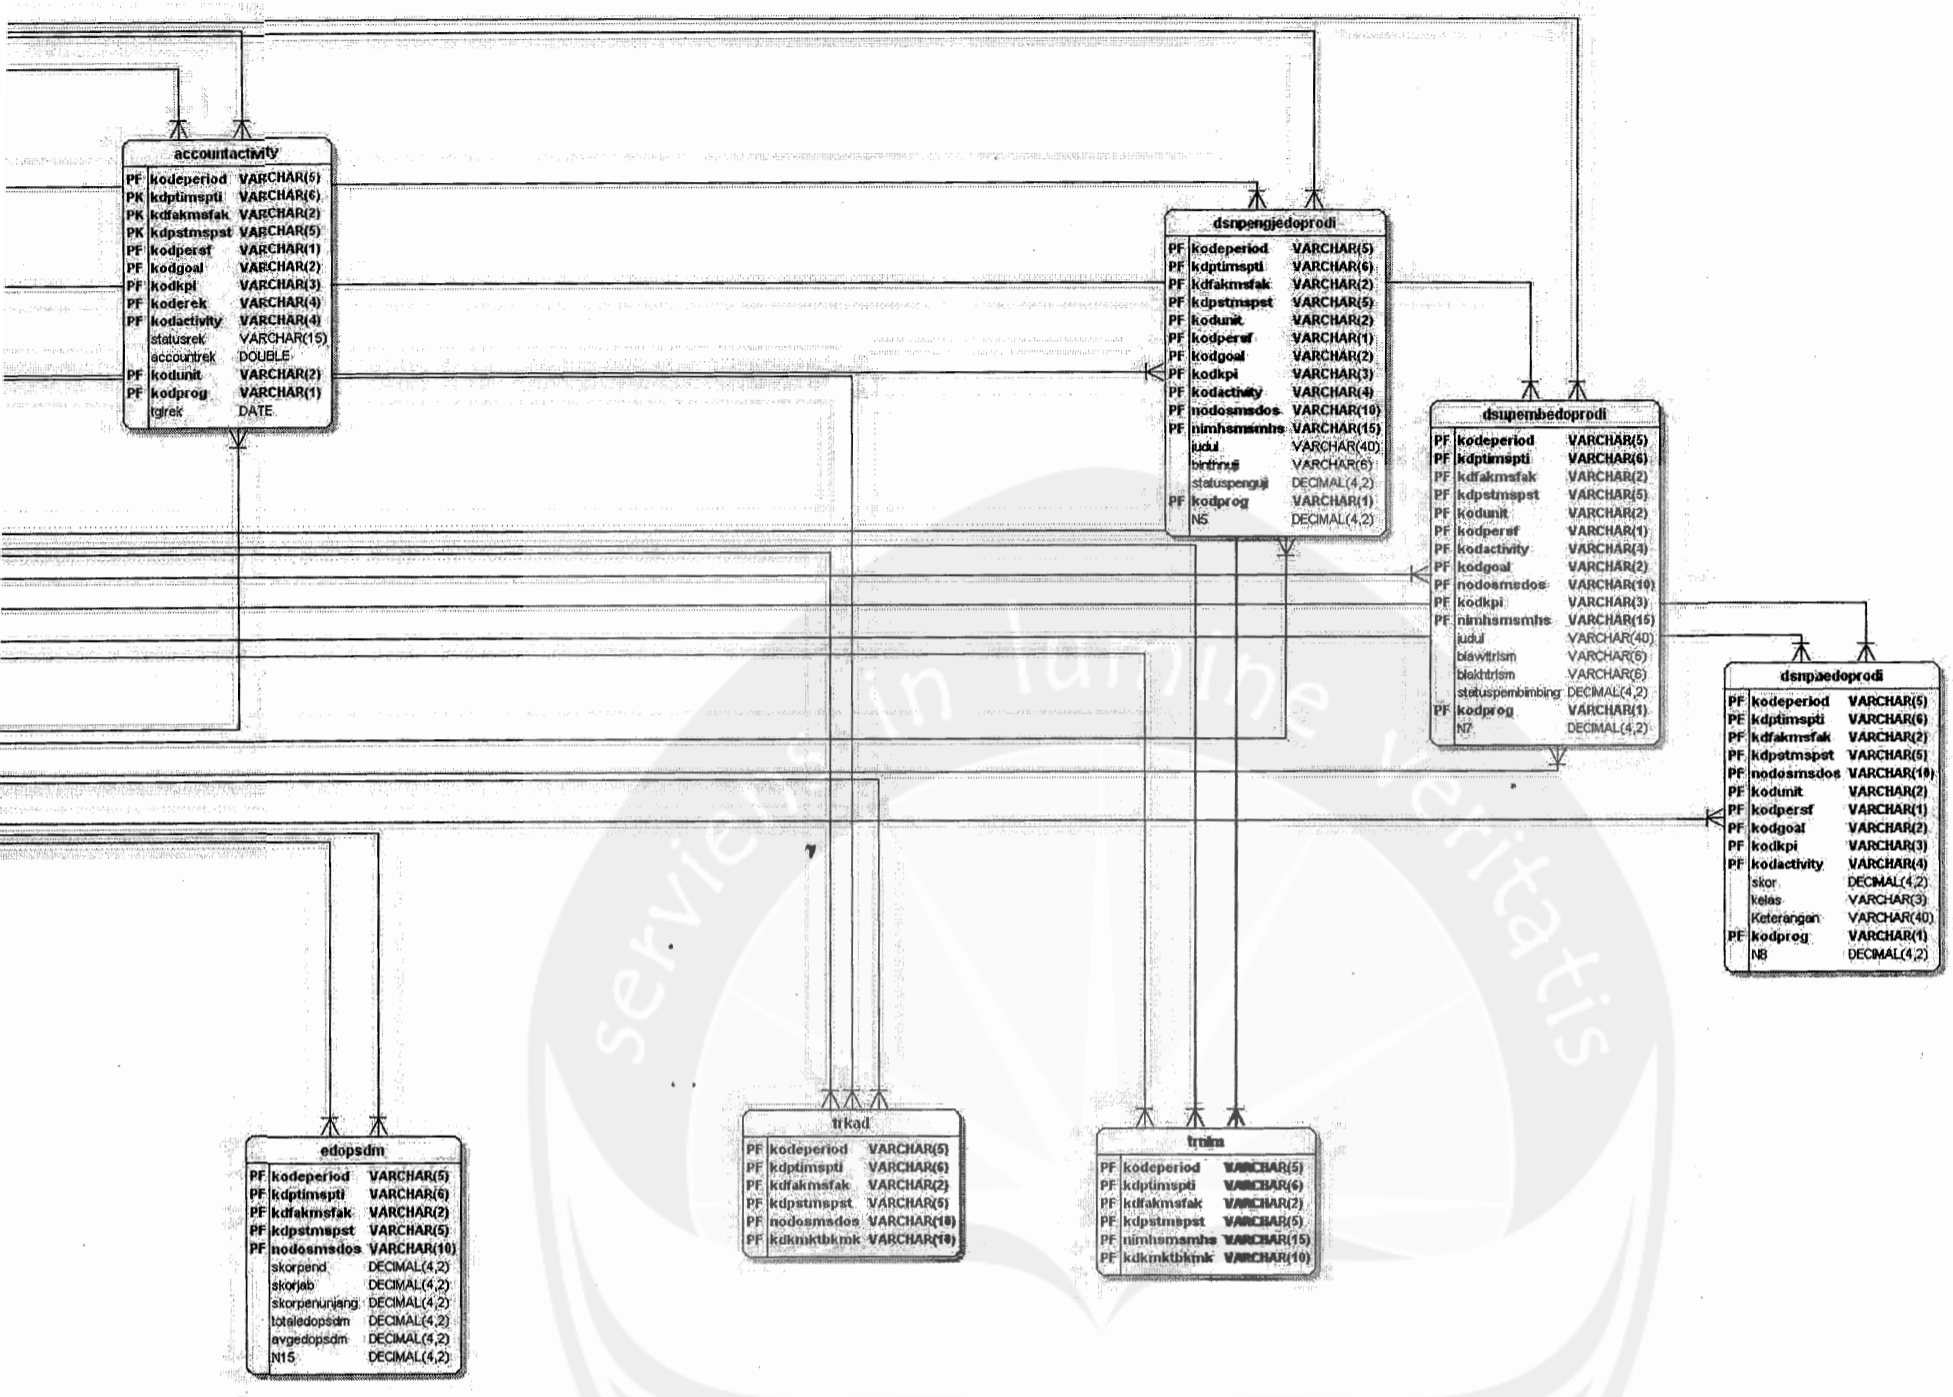 accountactivity
PF kodeperiod VARCHAR(5)
PK kdptimspti VARCHAR(6)
PK kdfakmsfak VARCHAR(2)
PK kdpstmspst VARCHAR(5)
PF kodpersf VARCHAR(1)
PF kodgoal VARCHAR(2)
PF kodkpi VARCHAR(3)
PF koderek VARCHAR(4)
PF kodactivity VARCHAR(4)
statusrek VARCHAR(15)
accountrek DOUBLE
PF kodunit VARCHAR(2)
PF kodprog VARCHAR(1)
tglrek DATE
dsnpengjedoprodi
PF kodeperiod VARCHAR(5)
PF kdptimspti VARCHAR(6)
PF kdfakmsfak VARCHAR(2)
PF kdpstmspst VARCHAR(5)
PF kodunit VARCHAR(2)
PF kodpersf VARCHAR(1)
PF kodgoal VARCHAR(2)
PF kodkpi VARCHAR(3)
PF kodactivity VARCHAR(4)
PF nodosmsdos VARCHAR(10)
PF nimhsmsmhs VARCHAR(15)
judul VARCHAR(40)
VARCHAR(6)
statuspenguji DECIMAL(4,2)
PF kodprog VARCHAR(1)
N5 DECIMAL(4,2)
dsupembedoprodi
PF kodeperiod VARCHAR(5)
PF kdptimspti VARCHAR(6)
PF kdfakmsfak VARCHAR(2)
PF kdpstmspst VARCHAR(5)
PF kodunit VARCHAR(2)
PF kodpersf VARCHAR(1)
PF kodactivity VARCHAR(4)
PF kodgoal VARCHAR(2)
PF nodosmsdos VARCHAR(10)
PF kodkpi VARCHAR(3)
PF nimhsmsmhs VARCHAR(15)
judul VARCHAR(40)
VARCHAR(6)
VARCHAR(6)
statuspembimbing DECIMAL(4,2)
PF kodprog VARCHAR(1)
N7 DECIMAL(4,2)
dsnpaedoprodi
PF kodeperiod VARCHAR(5)
PF kdptimspti VARCHAR(6)
PF kdfakmsfak VARCHAR(2)
PF kdpstmspst VARCHAR(5)
PF nodosmsdos VARCHAR(10)
PF kodunit VARCHAR(2)
PF kodpersf VARCHAR(1)
PF kodgoal VARCHAR(2)
PF kodkpi VARCHAR(3)
PF kodactivity VARCHAR(4)
skor DECIMAL(4,2)
kelas VARCHAR(3)
Keterangan VARCHAR(40)
PF kodprog VARCHAR(1)
N8 DECIMAL(4,2)
serviens in lumine veritatis
edopsdm
PF kodeperiod VARCHAR(5)
PF kdptimspti VARCHAR(6)
PF kdfakmsfak VARCHAR(2)
PF kdpstmspst VARCHAR(5)
PF nodosmsdos VARCHAR(10)
skorpend DECIMAL(4,2)
skorjab DECIMAL(4,2)
skorpenunjang DECIMAL(4,2)
totaledopsdm DECIMAL(4,2)
avgedopsdm DECIMAL(4,2)
N15 DECIMAL(4,2)
trkad
PF kodeperiod VARCHAR(5)
PF kdptimspti VARCHAR(6)
PF kdfakmsfak VARCHAR(2)
PF kdpstmspst VARCHAR(5)
PF nodosmsdos VARCHAR(10)
PF kdkmktbkmk VARCHAR(10)
PF kodeperiod VARCHAR(5)
PF kdptimspti VARCHAR(6)
PF kdfakmsfak VARCHAR(2)
PF kdpstmspst VARCHAR(5)
PF nimhsmsmhs VARCHAR(15)
PF kdkmktbkmk VARCHAR(10)